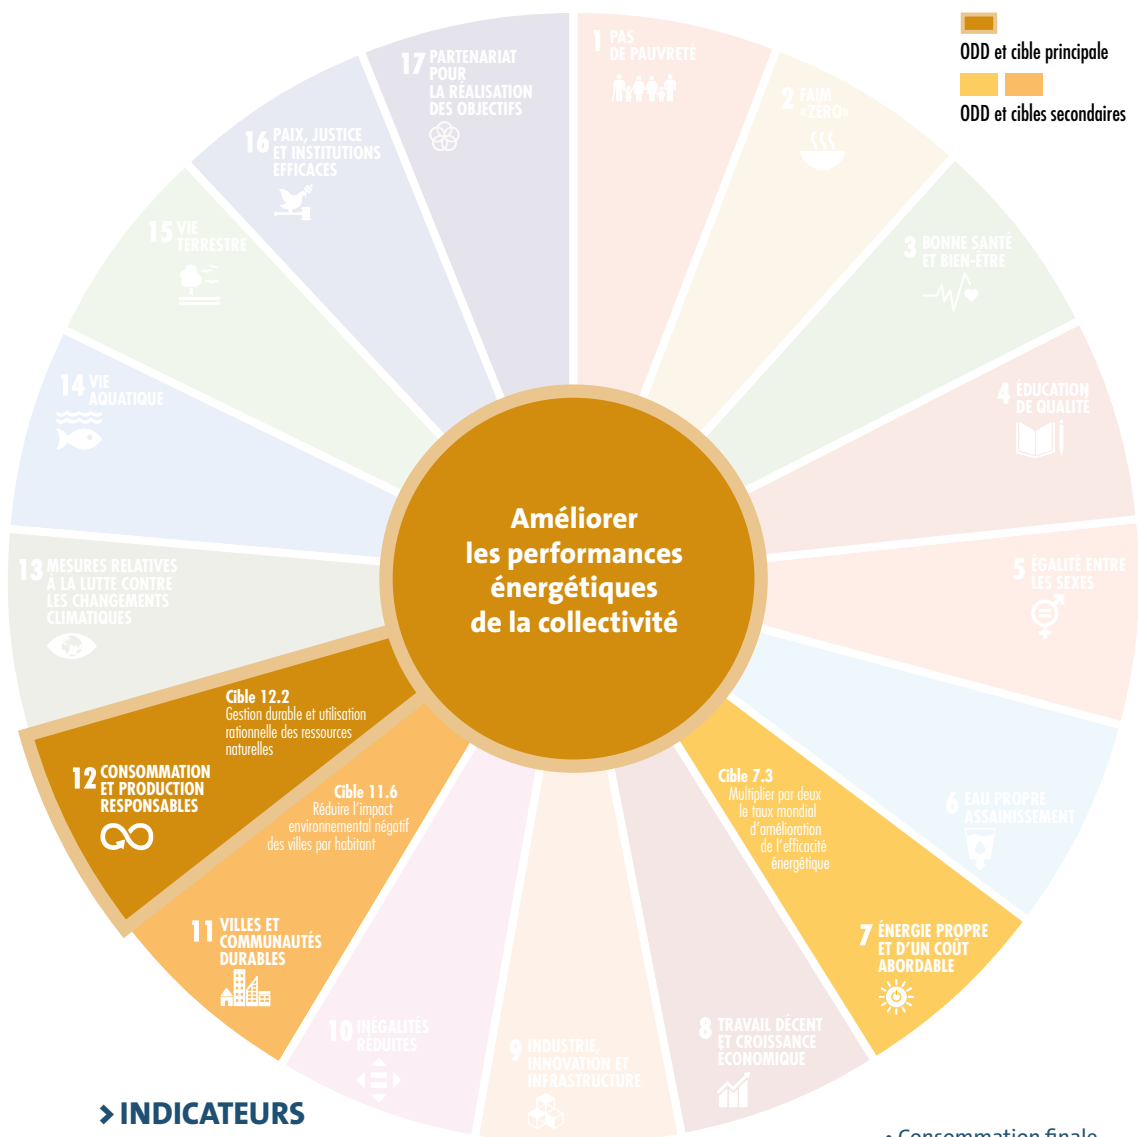 ODD et cible principale
ODD et cibles secondaires
1 PAS
DE PAUVRETÉ
2 FAIM
«ZÉRO»
3 BONNE SANTÉ
ET BIEN-ÊTRE
4 ÉDUCATION
DE QUALITÉ
5 ÉGALITÉ ENTRE
LES SEXES
6 EAU PROPRE
ASSAINISSEMENT
Cible 7.3
Multiplier par deux
le taux mondial
d’amélioration
de l’efficacité
énergétique
7 ÉNERGIE PROPRE
ET D’UN COÛT
ABORDABLE
8 TRAVAIL DÉCENT
ET CROISSANCE
ÉCONOMIQUE
9 INDUSTRIE,
INNOVATION ET
INFRASTRUCTURE
10 INÉGALITÉS
RÉDUITES
Cible 11.6
Réduire l’impact
environnemental négatif
des villes par habitant
11 VILLES ET
COMMUNAUTÉS
DURABLES
Cible 12.2
Gestion durable et utilisation
rationnelle des ressources
naturelles
12 CONSOMMATION
ET PRODUCTION
RESPONSABLES
13 MESURES RELATIVES
À LA LUTTE CONTRE
LES CHANGEMENTS
CLIMATIQUES
14 VIE
AQUATIQUE
15 VIE
TERRESTRE
16 PAIX, JUSTICE
ET INSTITUTIONS
EFFICACES
17 PARTENARIAT
POUR
LA RÉALISATION
DES OBJECTIFS
Améliorer
les performances
énergétiques
de la collectivité
> INDICATEURS
• Consommation finale